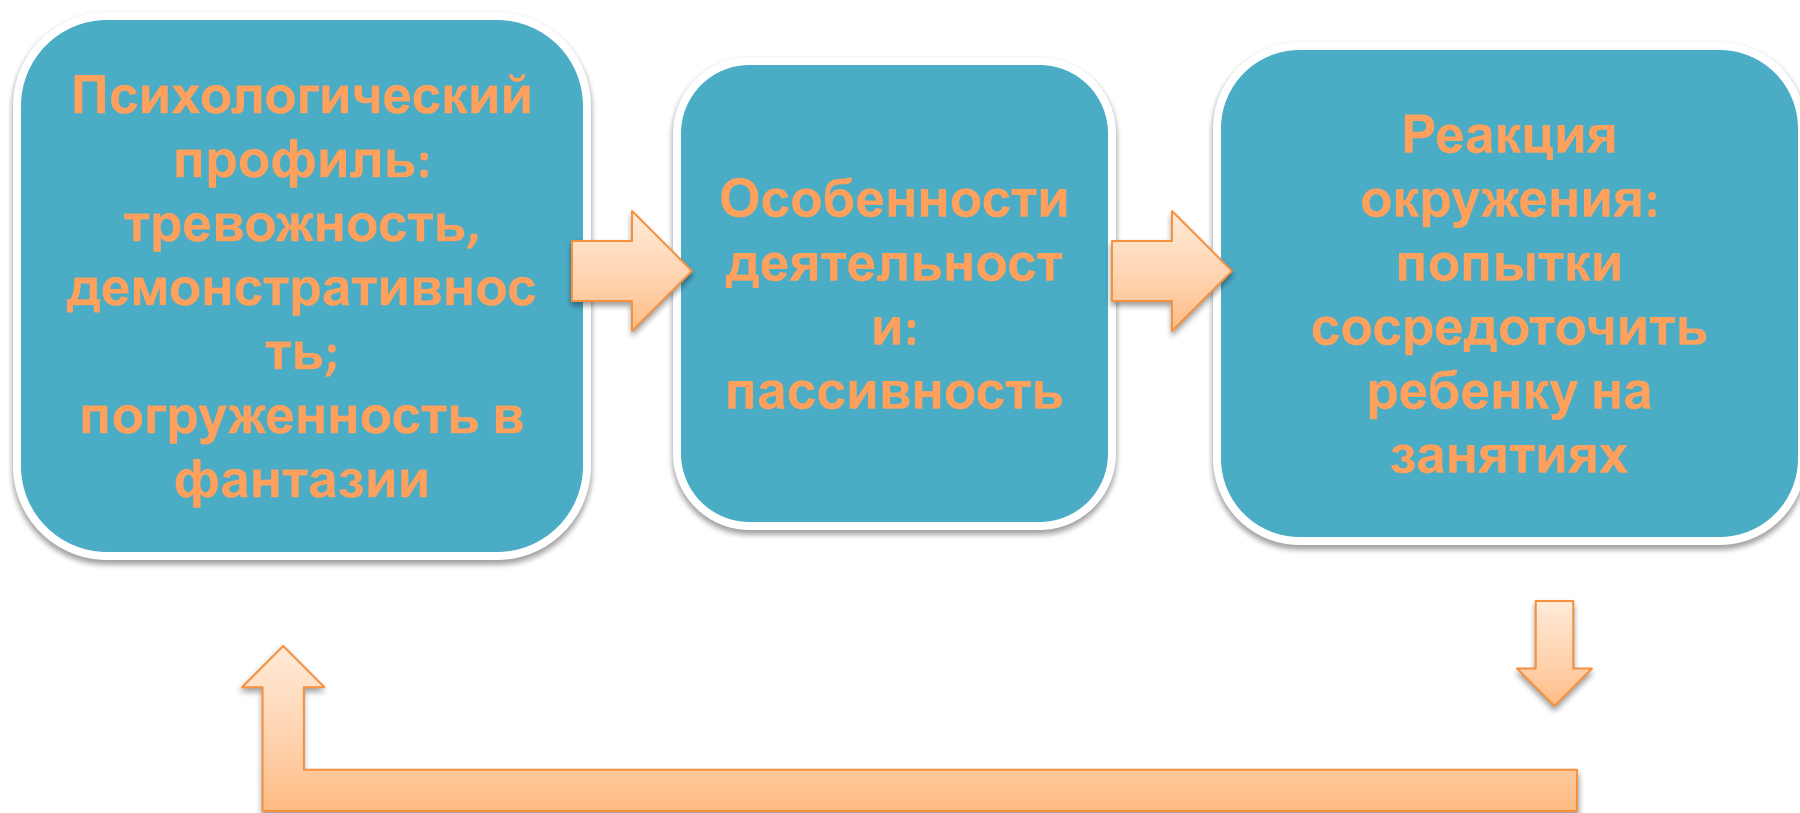 Психологический
профиль:
тревожность,
демонстративнос
ть;
погруженность в
фантазии
Особенности
деятельност
и:
пассивность
Реакция
окружения:
попытки
сосредоточить
ребенку на
занятиях